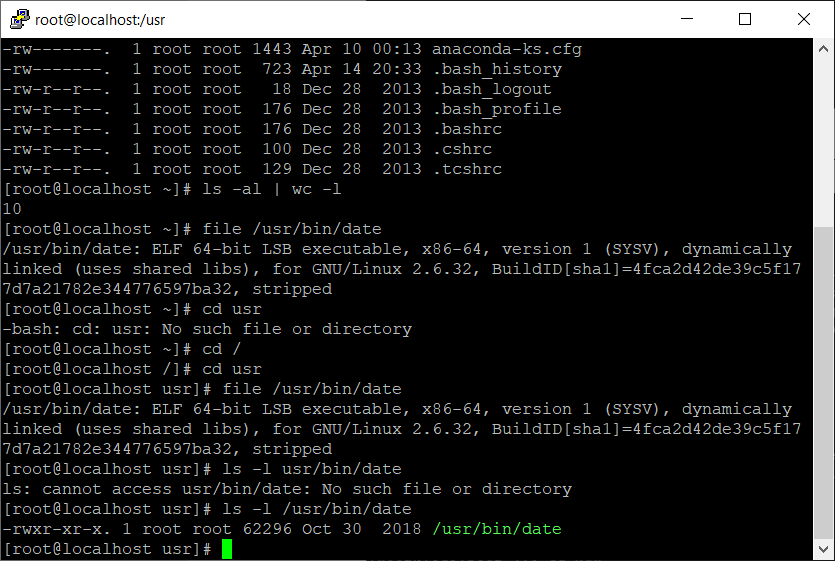 root@localhost:/usr
-rw-------. 1 root root 1443 Apr 10 00:13 anaconda-ks.cfg
-rw-------. 1 root root  723 Apr 14 20:33 .bash_history
-rw-r--r--. 1 root root   18 Dec 28  2013 .bash_logout
-rw-r--r--. 1 root root  176 Dec 28  2013 .bash_profile
-rw-r--r--. 1 root root  176 Dec 28  2013 .bashrc
-rw-r--r--. 1 root root  100 Dec 28  2013 .cshrc
-rw-r--r--. 1 root root  129 Dec 28  2013 .tcshrc
[root@localhost ~]# ls -al | wc -l
10
[root@localhost ~]# file /usr/bin/date
/usr/bin/date: ELF 64-bit LSB executable, x86-64, version 1 (SYSV), dynamically
linked (uses shared libs), for GNU/Linux 2.6.32, BuildID[sha1]=4fca2d42de39c5f17
7d7a21782e344776597ba32, stripped
[root@localhost ~]# cd usr
-bash: cd: usr: No such file or directory
[root@localhost ~]# cd /
[root@localhost /]# cd usr
[root@localhost usr]# file /usr/bin/date
/usr/bin/date: ELF 64-bit LSB executable, x86-64, version 1 (SYSV), dynamically
linked (uses shared libs), for GNU/Linux 2.6.32, BuildID[sha1]=4fca2d42de39c5f17
7d7a21782e344776597ba32, stripped
[root@localhost usr]# ls -l usr/bin/date
ls: cannot access usr/bin/date: No such file or directory
[root@localhost usr]# ls -l /usr/bin/date
-rwxr-xr-x. 1 root root 62296 Oct 30  2018 /usr/bin/date
[root@localhost usr]#